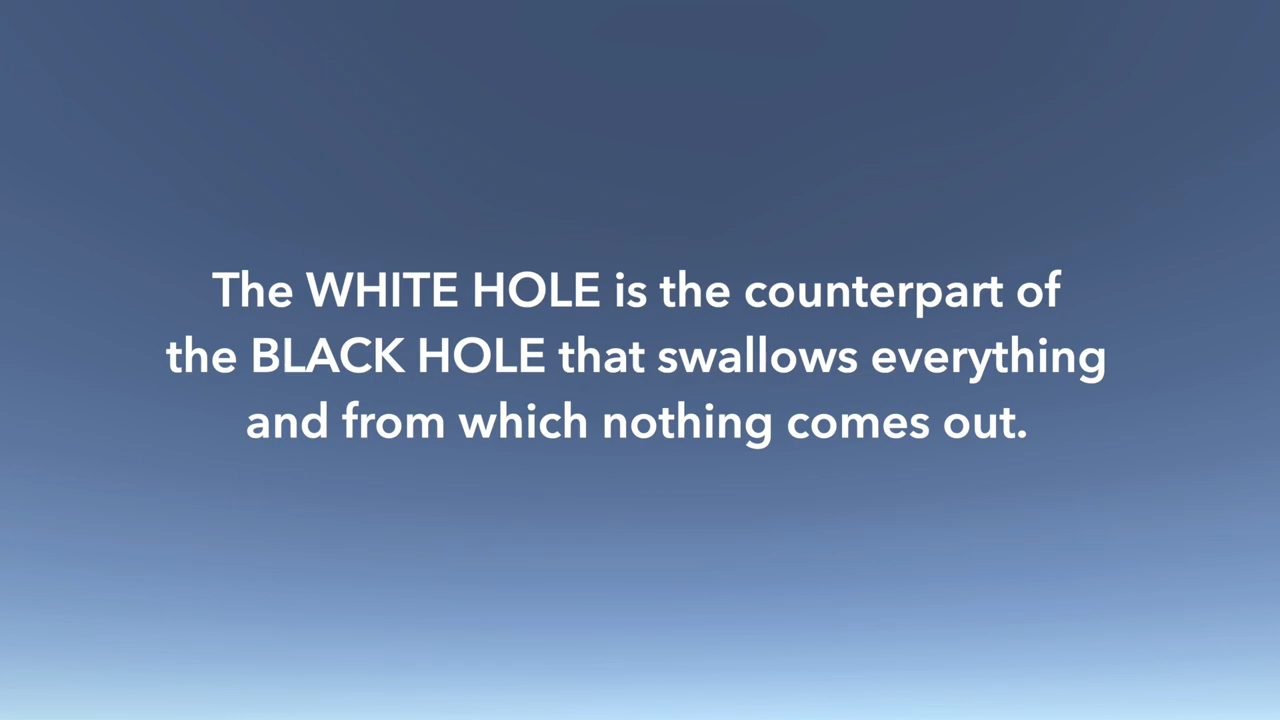 The WHITE HOLE is the counterpart of
the BLACK HOLE that swallows everything
and from which nothing comes out.